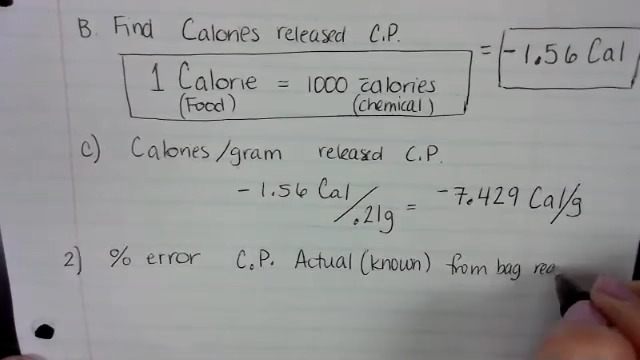 B. Find Calories released C.P.
= -1.56 Cal
1 Calorie = 1000 calories
(Food) (chemical)
c) Calories/gram released C.P.
-1.56 Cal/.21g = -7.429 Cal/g
2) % error C.P. Actual (known) from bag rea